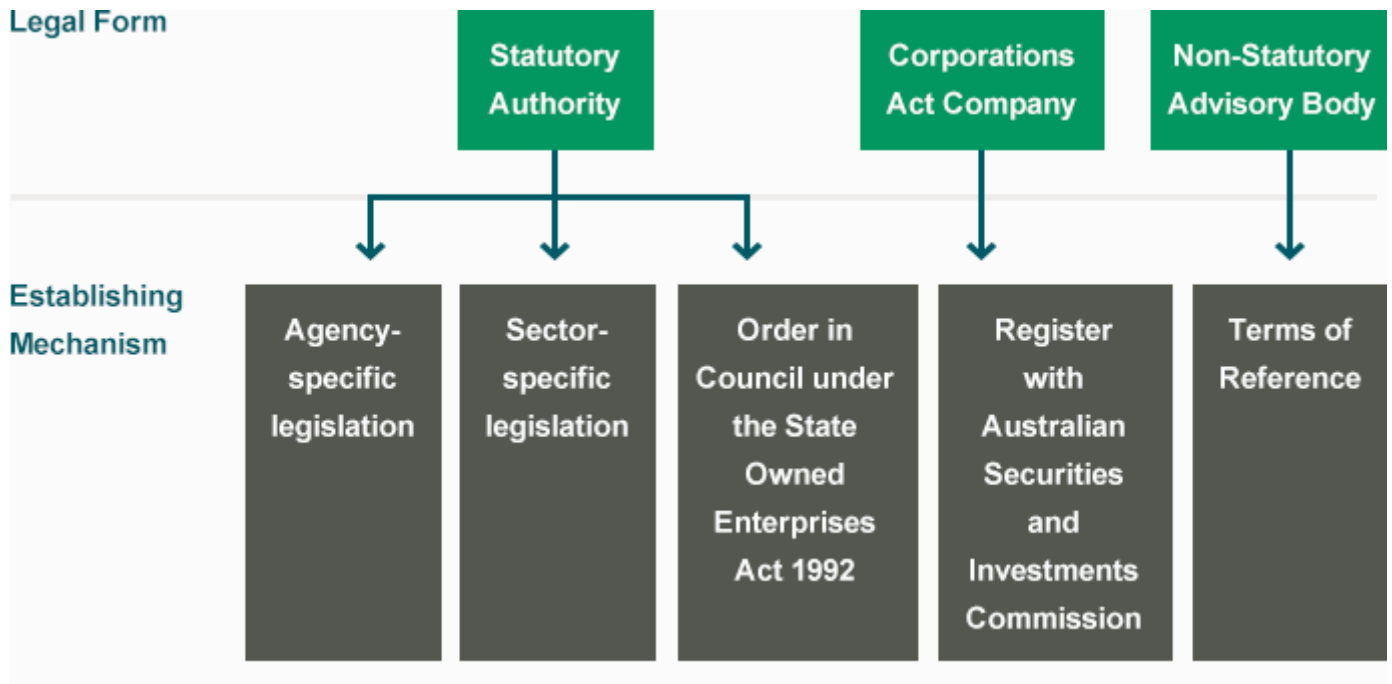 Legal Form
Statutory
Authority
Corporations
Act Company
Non-Statutory
Advisory Body
Establishing
Mechanism
Agency-
specific
legislation
Sector-
specific
legislation
Order in
Council under
the State
Owned
Enterprises
Act 1992
Register
with
Australian
Securities
and
Investments
Commission
Terms of
Reference